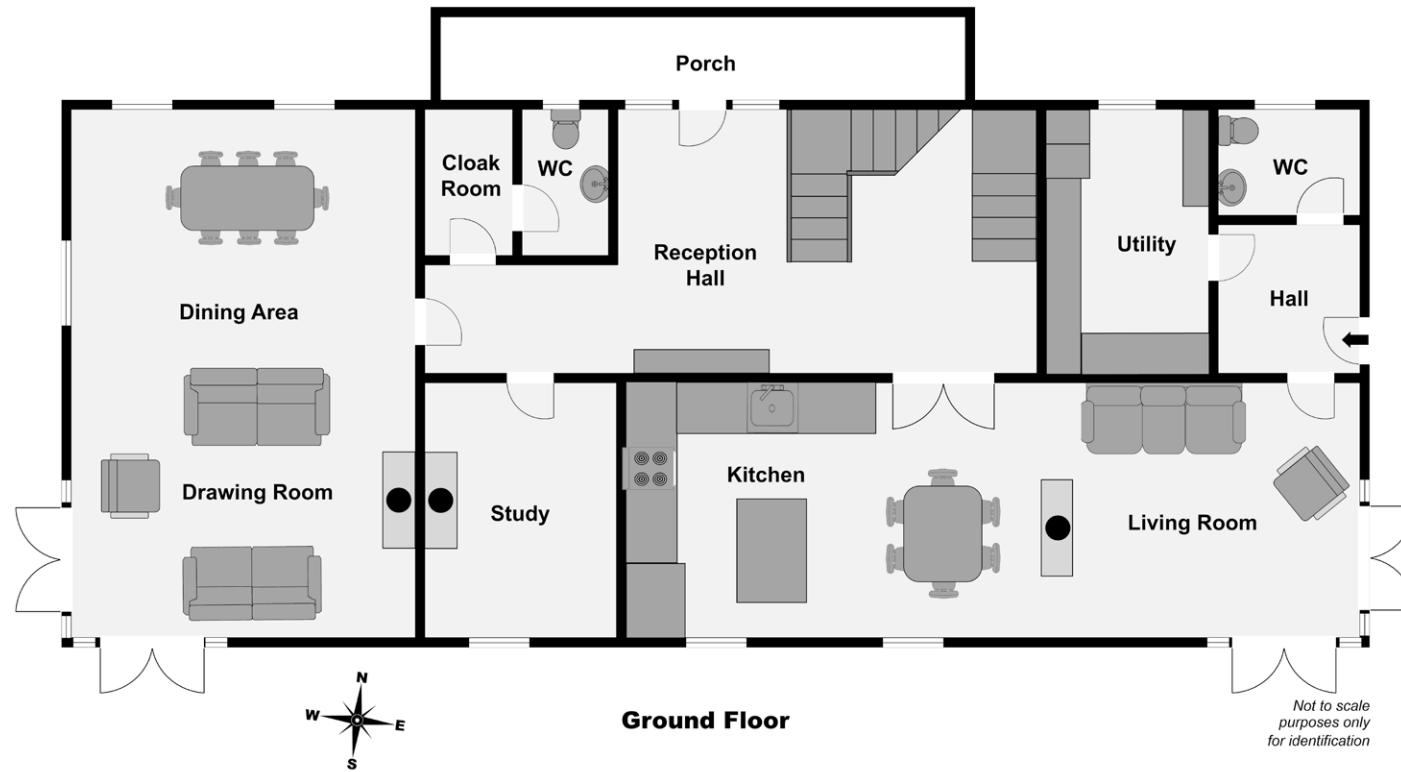 Porch
Cloak
Room
WC
WC
Reception
Hall
Utility
Hall
Dining Area
Drawing Room
Study
Kitchen
Living Room
N
W
E
S
Ground Floor
Not to scale
purposes only
for identification